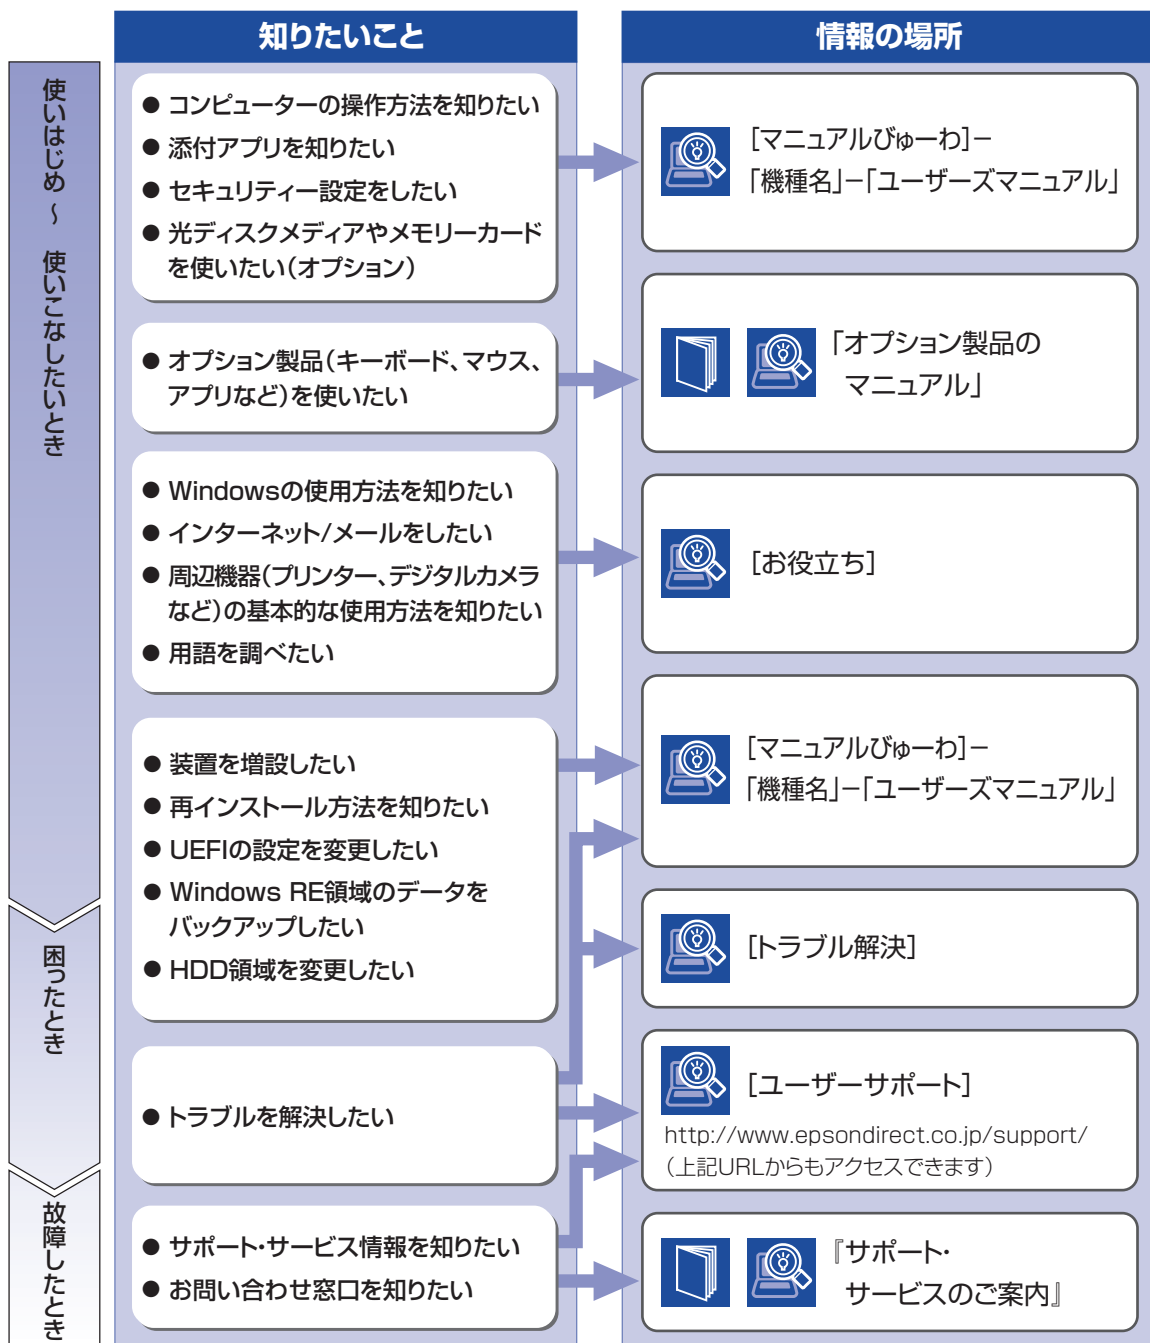 知りたいこと
情報の場所
使いはじめ ～ 使いこなしたいとき
● コンピューターの操作方法を知りたい
● 添付アプリを知りたい
● セキュリティー設定をしたい
● 光ディスクメディアやメモリーカード
を使いたい（オプション）
［マニュアルびゅーわ］－
「機種名」－「ユーザーズマニュアル」
● オプション製品（キーボード、マウス、
アプリなど）を使いたい
「オプション製品の
マニュアル」
● Windowsの使用方法を知りたい
● インターネット/メールをしたい
● 周辺機器（プリンター、デジタルカメラ
など）の基本的な使用方法を知りたい
● 用語を調べたい
［お役立ち］
● 装置を増設したい
● 再インストール方法を知りたい
● UEFIの設定を変更したい
● Windows RE領域のデータを
バックアップしたい
● HDD領域を変更したい
［マニュアルびゅーわ］－
「機種名」－「ユーザーズマニュアル」
困ったとき
［トラブル解決］
● トラブルを解決したい
［ユーザーサポート］
http://www.epsondirect.co.jp/support/
（上記URLからもアクセスできます）
故障したとき
● サポート・サービス情報を知りたい
● お問い合わせ窓口を知りたい
『サポート・
サービスのご案内』